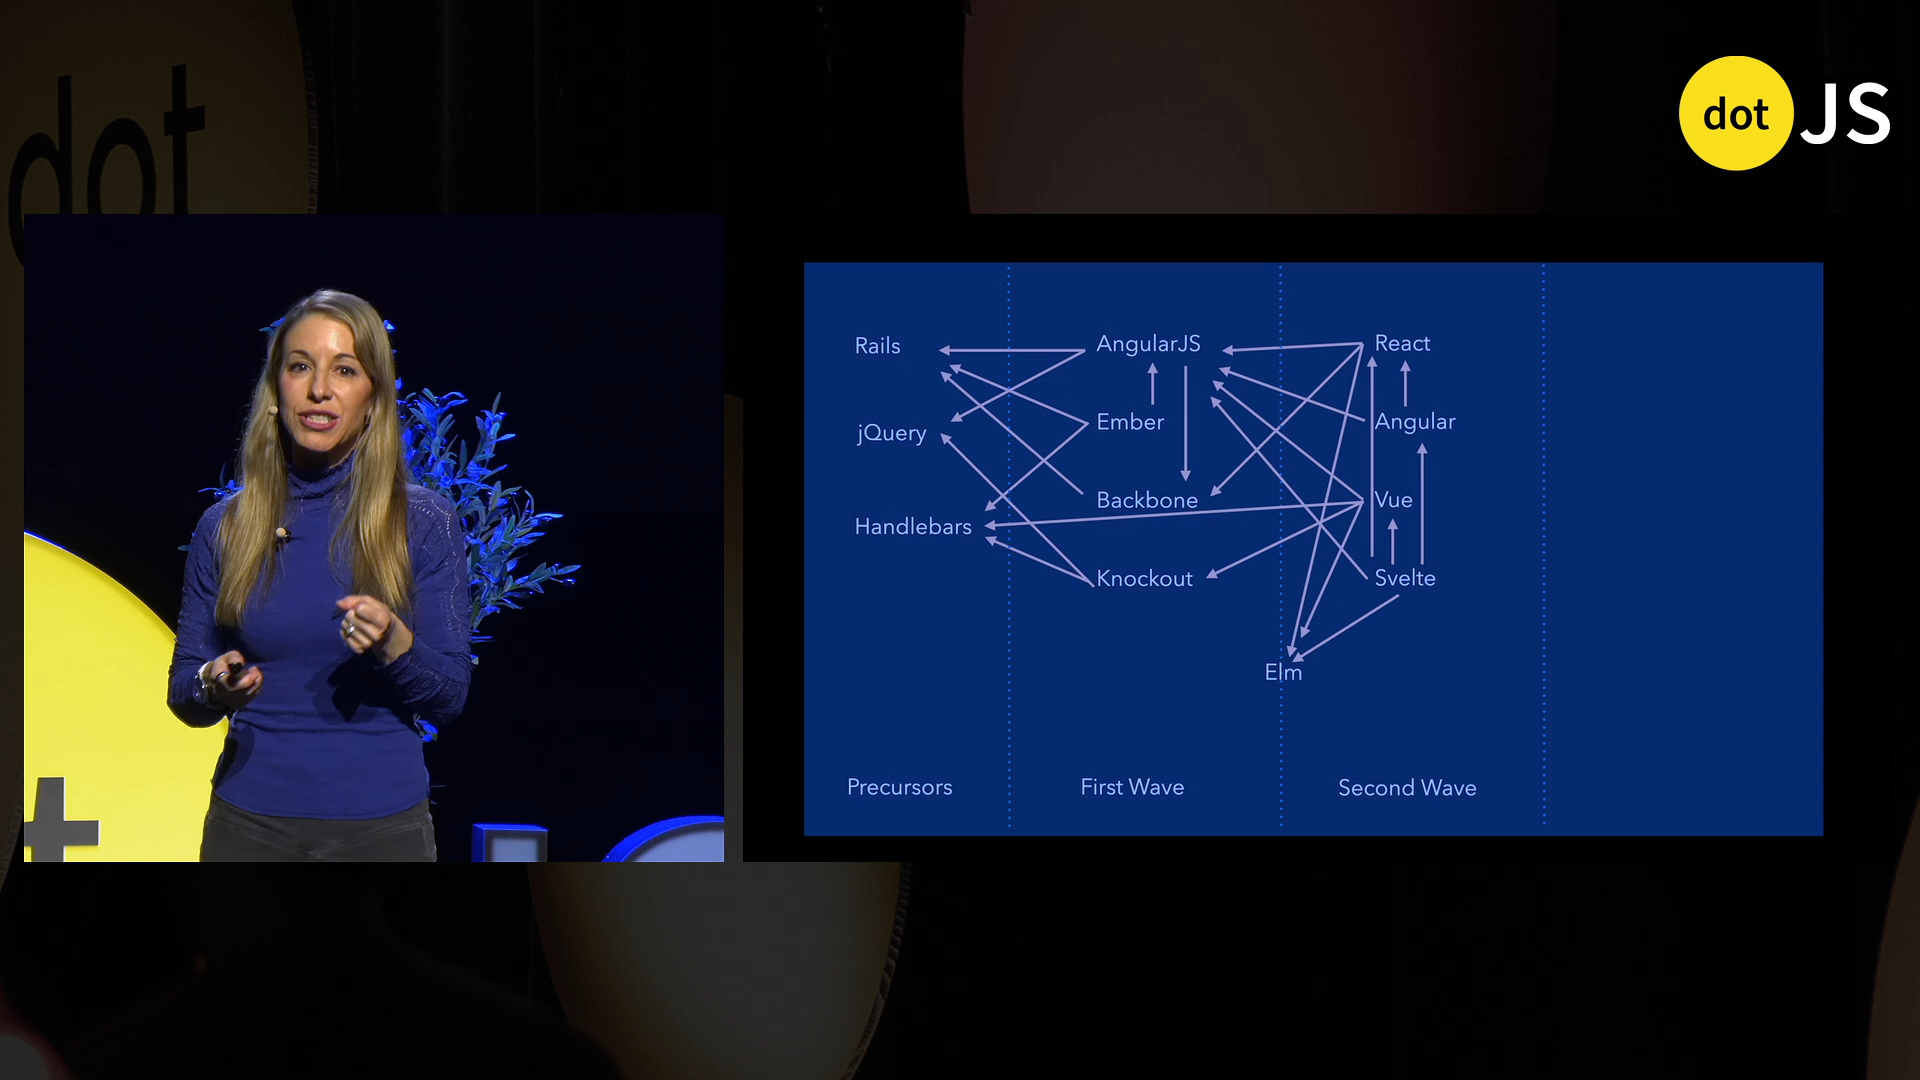 dot
dot JS
t
Rails
AngularJS
React
jQuery
Ember
Angular
Handlebars
Backbone
Vue
Knockout
Svelte
Elm
Precursors
First Wave
Second Wave